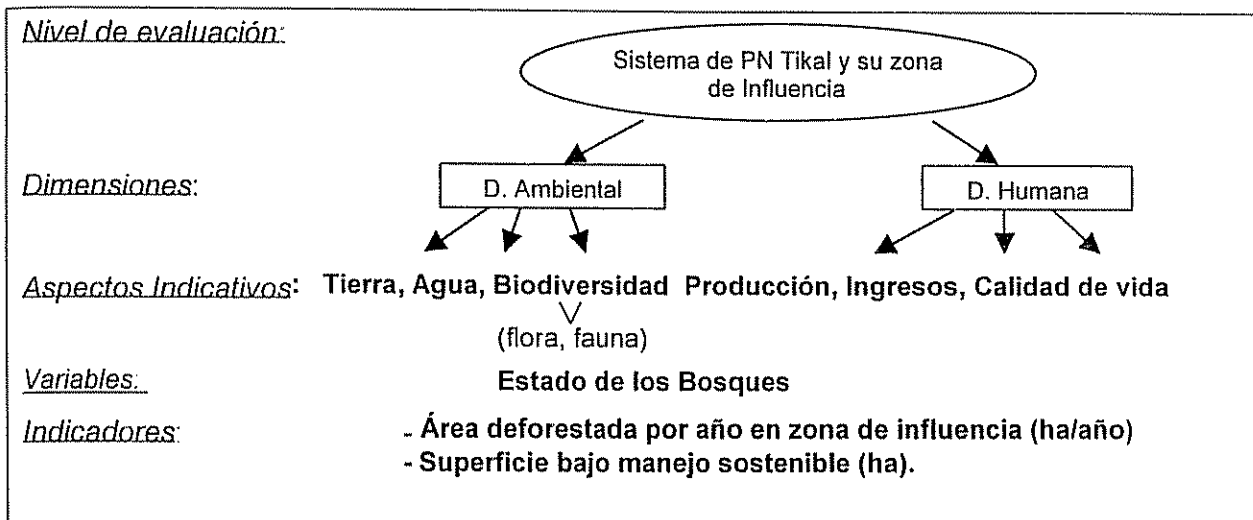 Nivel de evaluación:
Sistema de PN Tikal y su zona
de Influencia
Dimensiones:
D. Ambiental
D. Humana
Aspectos Indicativos: Tierra, Agua, Biodiversidad Producción, Ingresos, Calidad de vida
(flora, fauna)
Variables:
Estado de los Bosques
Indicadores:
- Área deforestada por año en zona de influencia (ha/año)
- Superficie bajo manejo sostenible (ha).